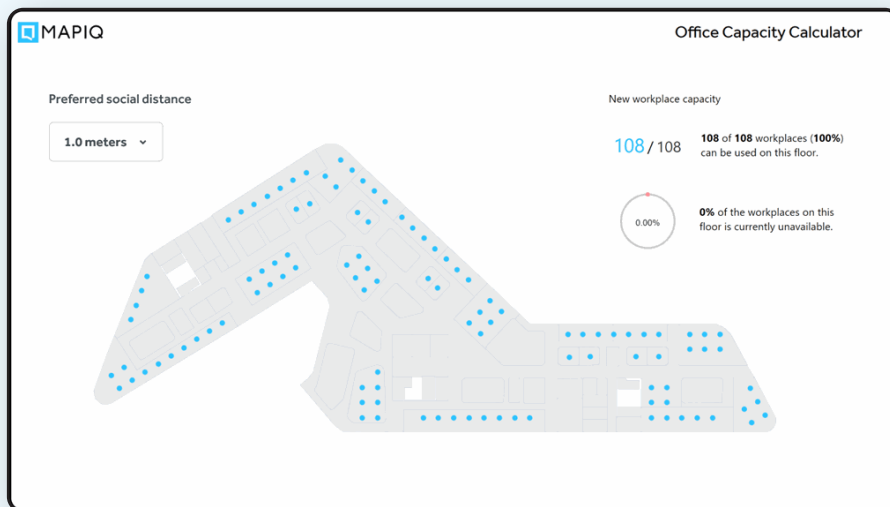 MAPIQ
Office Capacity Calculator
Preferred social distance
1.0 meters
New workplace capacity
108 / 108
108 of 108 workplaces (100%)
can be used on this floor.
0.00%
0% of the workplaces on this
floor is currently unavailable.